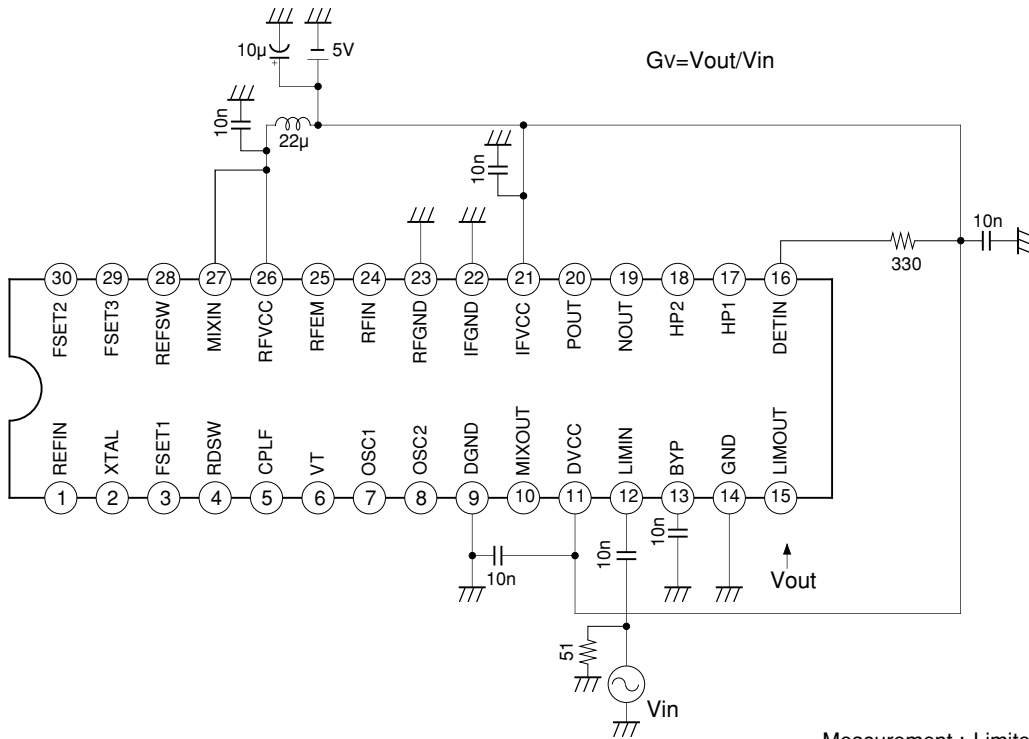 10μ
+
5V
GV=Vout/Vin
10n
22μ
10n
10n
330
30 29 28 27 26 25 24 23 22 21 20 19 18 17 16
FSET2 FSET3 REFSW MIXIN RFVCC RFEM RFIN RFGND IFGND IFVCC POUT NOUT HP2 HP1 DETIN
REFIN XTAL FSET1 RDSW CPLF VT OSC1 OSC2 DGND MIXOUT DVCC LIMIN BYP GND LIMOUT
1 2 3 4 5 6 7 8 9 10 11 12 13 14 15
10n
10n
10n
Vout
51
Vin